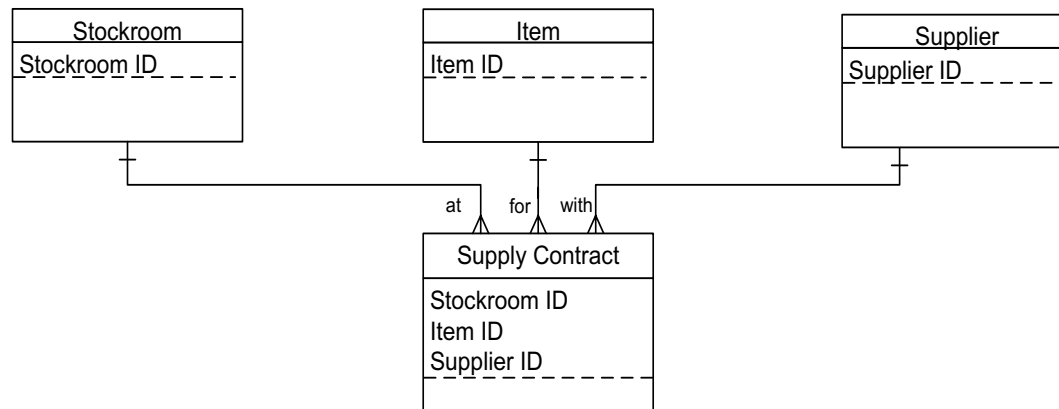 Stockroom
Stockroom ID
Item
Item ID
Supplier
Supplier ID
at
for
with
Supply Contract
Stockroom ID
Item ID
Supplier ID